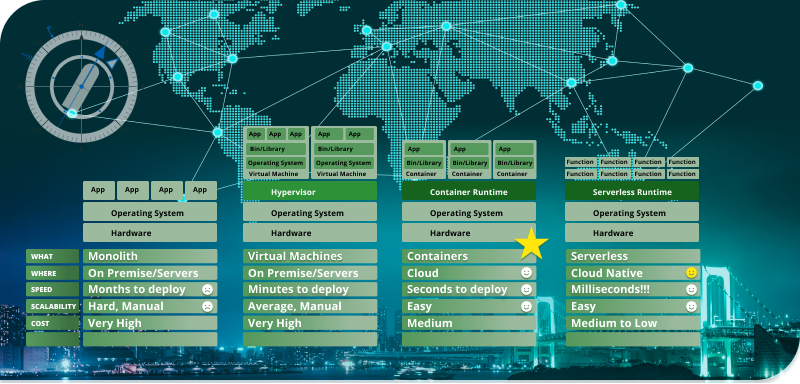 App App App App
Operating System
Hardware
App App App App App
Bin/Library Bin/Library
Operating System Operating System
Virtual Machine Virtual Machine
Hypervisor
Operating System
Hardware
App App App
Bin/Library Bin/Library Bin/Library
Container Container Container
Container Runtime
Operating System
Hardware
Function Function Function Function
Function Function Function Function
Serverless Runtime
Operating System
Hardware
WHAT Monolith Virtual Machines Containers Serverless
WHERE On Premise/Servers On Premise/Servers Cloud Cloud Native
SPEED Months to deploy Minutes to deploy Seconds to deploy Milliseconds!!!
SCALABILITY Hard, Manual Average, Manual Easy Easy
COST Very High Very High Medium Medium to Low